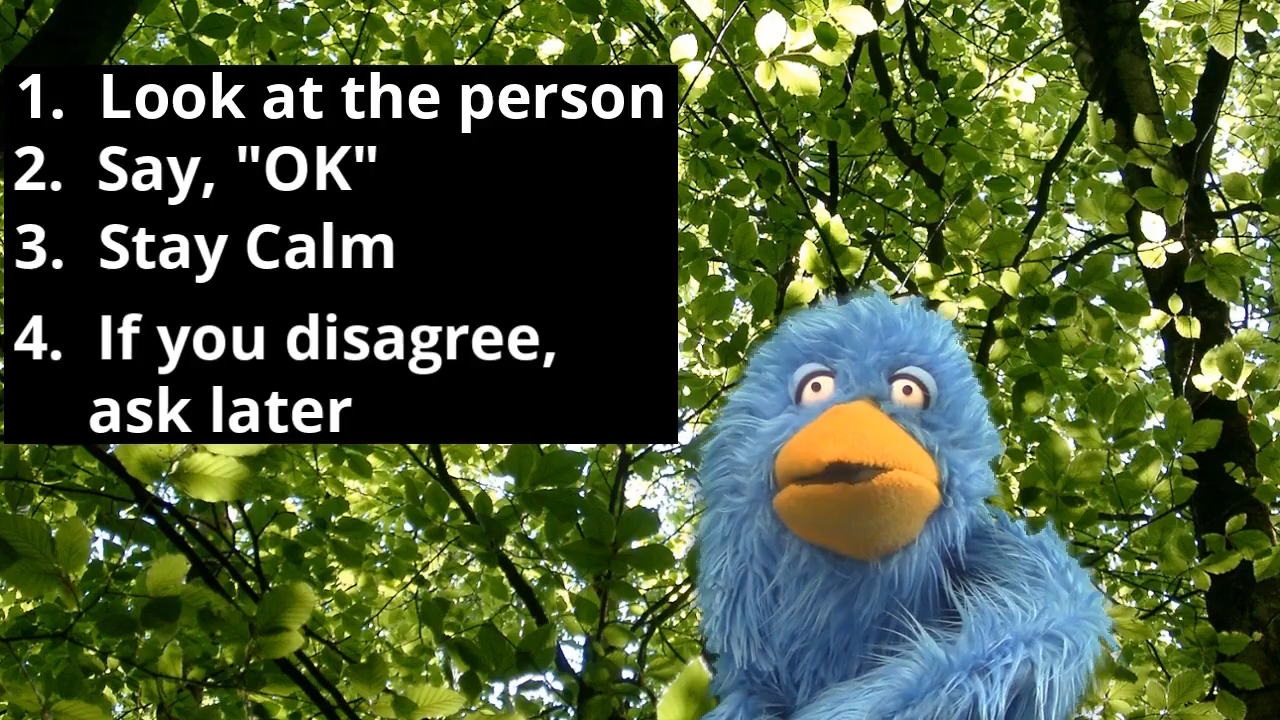 1. Look at the person
2. Say, "OK"
3. Stay Calm
4. If you disagree,
ask later